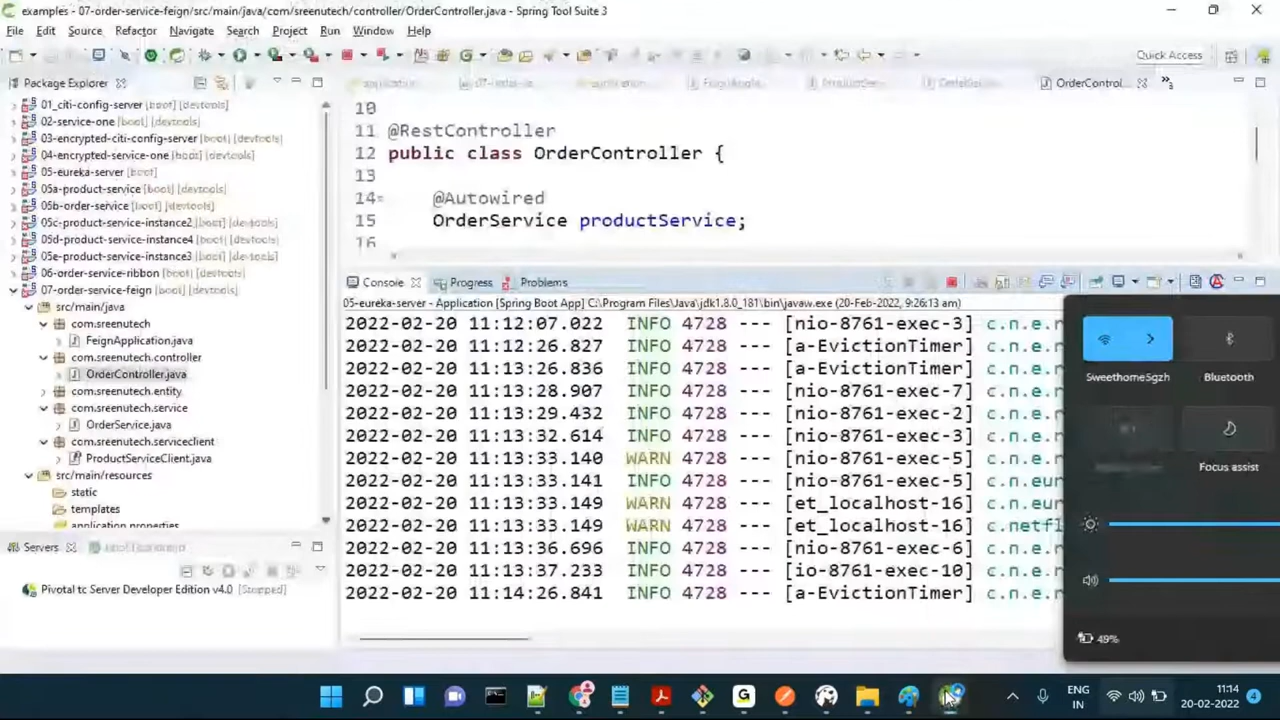 examples - 07-order-service-feign/src/main/java/com/sreenutech/controller/OrderController.java - Spring Tool Suite 3
File Edit Source Refactor Navigate Search Project Run Window Help
Quick Access
Package Explorer
OrderControl...
01_citi-config-server [boot] [devtools]
02-service-one [boot] [devtools]
03-encrypted-citi-config-server [boot] [devtools]
04-encrypted-service-one [boot] [devtools]
05-eureka-server [boot]
05a-product-service [boot] [devtools]
05b-order-service [boot] [devtools]
05c-product-service-instance2 [boot] [devtools]
05d-product-service-instance4 [boot] [devtools]
05e-product-service-instance3 [boot] [devtools]
06-order-service-ribbon [boot] [devtools]
07-order-service-feign [boot] [devtools]
src/main/java
com.sreenutech
FeignApplication.java
com.sreenutech.controller
OrderController.java
com.sreenutech.entity
com.sreenutech.service
OrderService.java
com.sreenutech.serviceclient
ProductServiceClient.java
src/main/resources
static
templates
application.properties
Servers
Pivotal tc Server Developer Edition v4.0 [Stopped]
10
11 @RestController
12 public class OrderController {
13
14 @Autowired
15 OrderService productService;
16
Console Progress Problems
05-eureka-server - Application [Spring Boot App] C:\Program Files\Java\jdk1.8.0_181\bin\javaw.exe (20-Feb-2022, 9:26:13 am)
2022-02-20 11:12:07.022 INFO 4728 --- [nio-8761-exec-3] c.n.e.r
2022-02-20 11:12:26.827 INFO 4728 --- [a-EvictionTimer] c.n.e.r
2022-02-20 11:13:26.836 INFO 4728 --- [a-EvictionTimer] c.n.e.r
2022-02-20 11:13:28.907 INFO 4728 --- [nio-8761-exec-7] c.n.e.r
2022-02-20 11:13:29.432 INFO 4728 --- [nio-8761-exec-2] c.n.e.r
2022-02-20 11:13:32.614 INFO 4728 --- [nio-8761-exec-3] c.n.e.r
2022-02-20 11:13:33.140 WARN 4728 --- [nio-8761-exec-5] c.n.e.r
2022-02-20 11:13:33.141 INFO 4728 --- [nio-8761-exec-5] c.n.eur
2022-02-20 11:13:33.149 WARN 4728 --- [et_localhost-16] c.n.eur
2022-02-20 11:13:33.149 WARN 4728 --- [et_localhost-16] c.netfl
2022-02-20 11:13:36.696 INFO 4728 --- [nio-8761-exec-6] c.n.e.r
2022-02-20 11:13:37.233 INFO 4728 --- [io-8761-exec-10] c.n.e.r
2022-02-20 11:14:26.841 INFO 4728 --- [a-EvictionTimer] c.n.e.r
Sweethome5gzh Bluetooth
Focus assist
49%
ENG
IN
11:14
20-02-2022
4